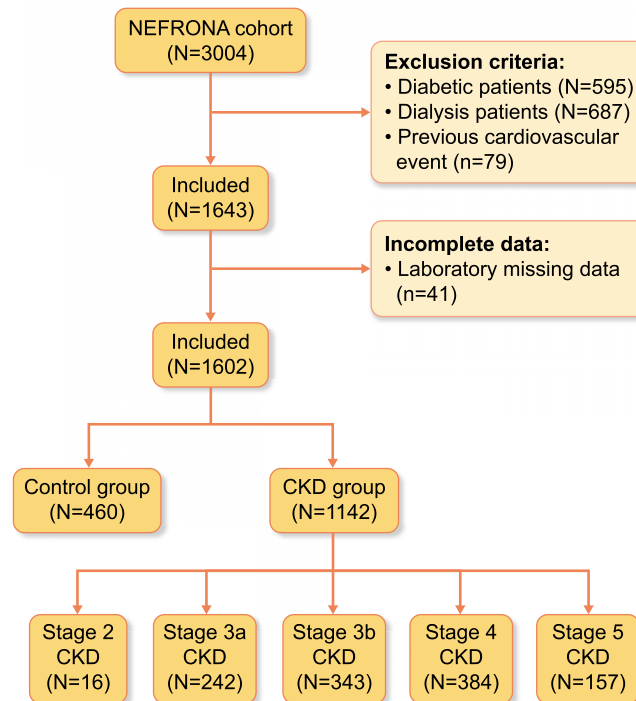 NEFRONA cohort
(N=3004)
Exclusion criteria:
• Diabetic patients (N=595)
• Dialysis patients (N=687)
• Previous cardiovascular
event (n=79)
Included
(N=1643)
Incomplete data:
• Laboratory missing data
(n=41)
Included
(N=1602)
Control group
(N=460)
CKD group
(N=1142)
Stage 2
CKD
(N=16)
Stage 3a
CKD
(N=242)
Stage 3b
CKD
(N=343)
Stage 4
CKD
(N=384)
Stage 5
CKD
(N=157)